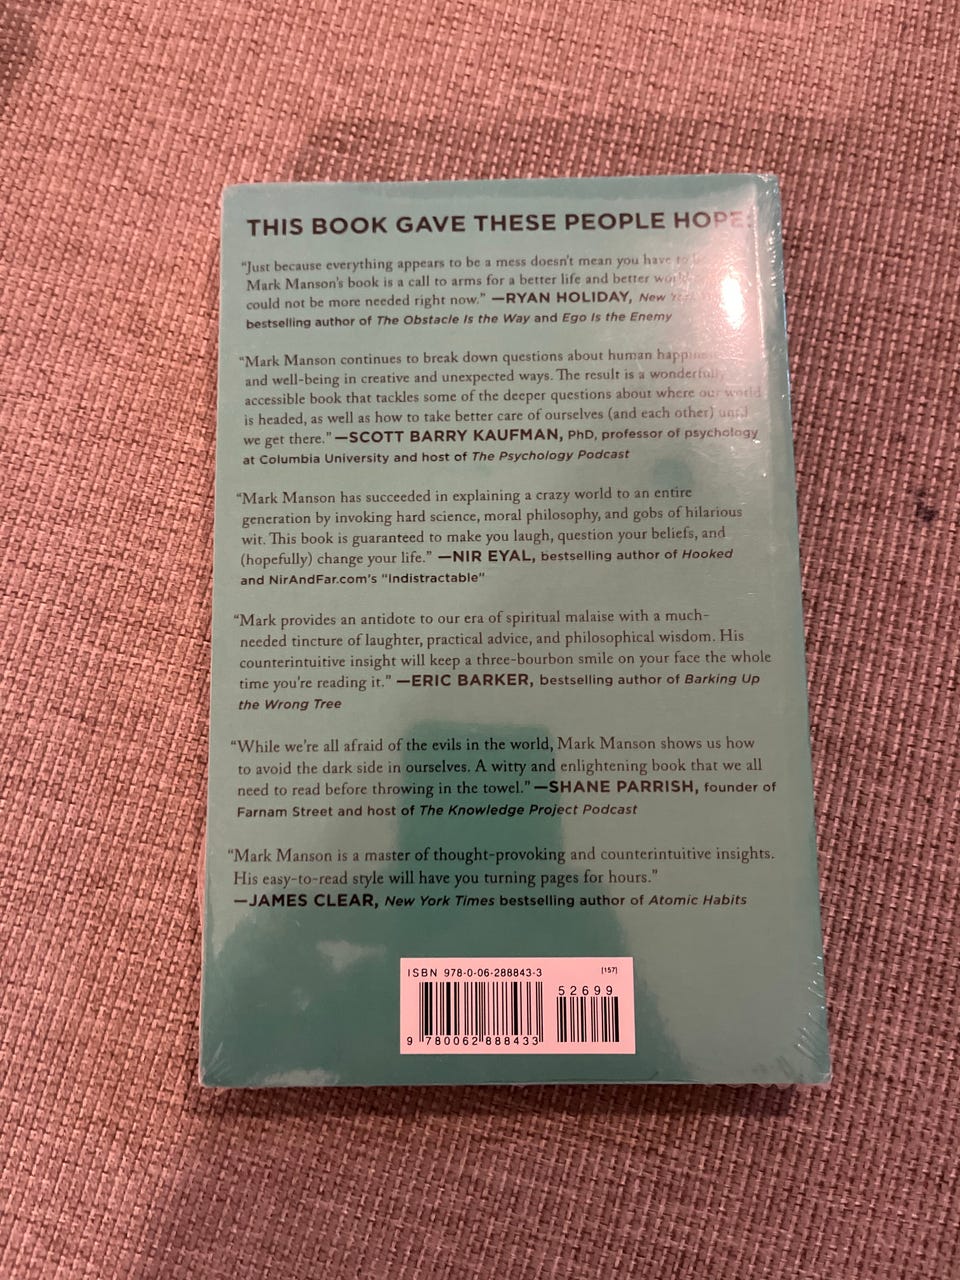 THIS BOOK GAVE THESE PEOPLE HOPE:
“Just because everything appears to be a mess doesn’t mean you have to
Mark Manson’s book is a call to arms for a better life and better
could not be more needed right now.” —RYAN HOLIDAY, New
bestselling author of The Obstacle Is the Way and Ego Is the Enemy
“Mark Manson continues to break down questions about human
and well-being in creative and unexpected ways. The result is a wonderfully
accessible book that tackles some of the deeper questions about where our world
is headed, as well as how to take better care of ourselves (and each other) until
we get there.” —SCOTT BARRY KAUFMAN, PhD, professor of psychology
at Columbia University and host of The Psychology Podcast
“Mark Manson has succeeded in explaining a crazy world to an entire
generation by invoking hard science, moral philosophy, and gobs of hilarious
wit. This book is guaranteed to make you laugh, question your beliefs, and
(hopefully) change your life.” —NIR EYAL, bestselling author of Hooked
and NirAndFar.com’s "Indistractable"
“Mark provides an antidote to our era of spiritual malaise with a much-
needed tincture of laughter, practical advice, and philosophical wisdom. His
counterintuitive insight will keep a three-bourbon smile on your face the whole
time you’re reading it.” —ERIC BARKER, bestselling author of Barking Up
the Wrong Tree
“While we’re all afraid of the evils in the world, Mark Manson shows us how
to avoid the dark side in ourselves. A witty and enlightening book that we all
need to read before throwing in the towel.” —SHANE PARRISH, founder of
Farnam Street and host of The Knowledge Project Podcast
“Mark Manson is a master of thought-provoking and counterintuitive insights.
His easy-to-read style will have you turning pages for hours.”
—JAMES CLEAR, New York Times bestselling author of Atomic Habits
ISBN 978-0-06-288843-3 [157]
52699
9 780062 888433